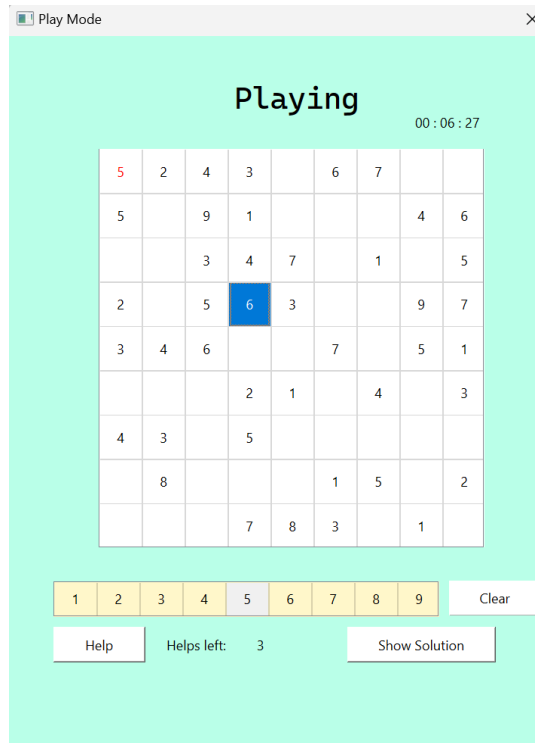 Play Mode
Playing
00 : 06 : 27
5 2 4 3 6 7
5 9 1 4 6
3 4 7 1 5
2 5 6 3 9 7
3 4 6 7 5 1
2 1 4 3
4 3 5
8 1 5 2
7 8 3 1
1 2 3 4 5 6 7 8 9 Clear
Help Helps left: 3 Show Solution